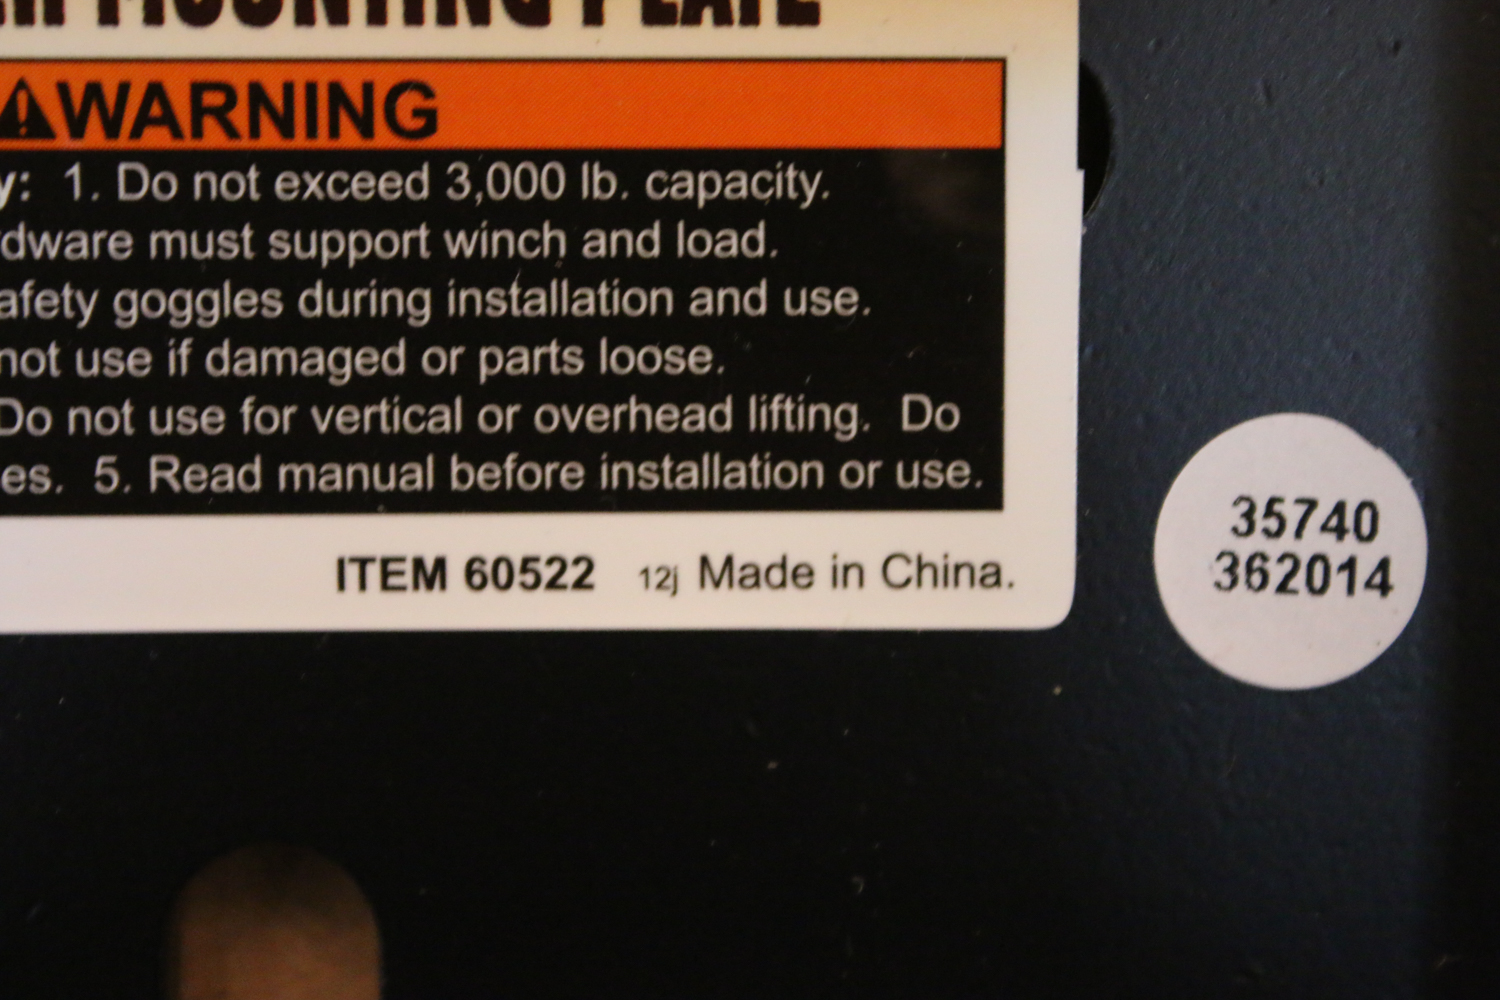 MOUNTING PLATE
WARNING
y: 1. Do not exceed 3,000 lb. capacity.
dware must support winch and load.
afety goggles during installation and use.
not use if damaged or parts loose.
Do not use for vertical or overhead lifting. Do
es. 5. Read manual before installation or use.
ITEM 60522 12j Made in China.
35740
362014